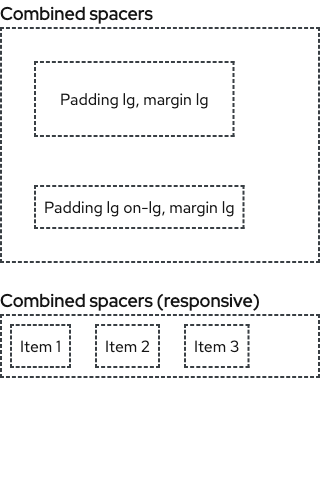 Combined spacers
Padding lg, margin lg
Padding lg on-lg, margin lg
Combined spacers (responsive)
Item 1 Item 2 Item 3